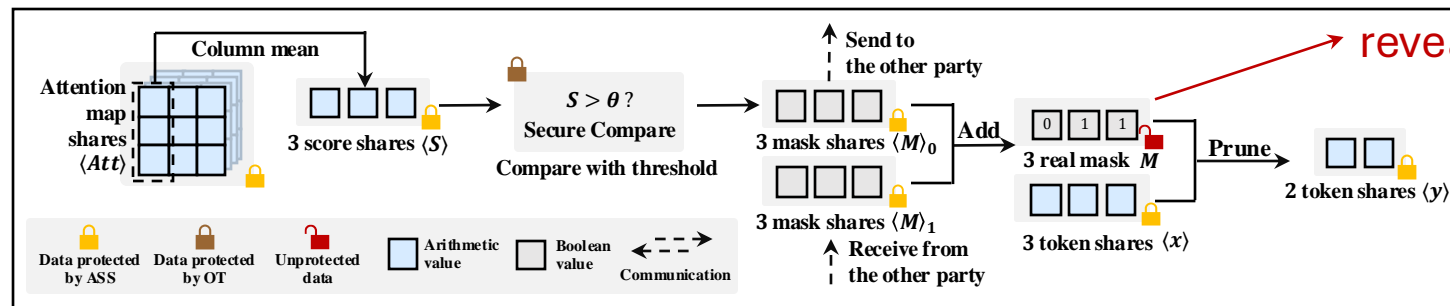 Column mean
Attention
map
shares
⟨Att⟩
3 score shares ⟨S⟩
S > θ ?
Secure Compare
Compare with threshold
Send to
the other party
3 mask shares ⟨M⟩₀
3 mask shares ⟨M⟩₁
Receive from
the other party
Add
0 1 1
3 real mask M
3 token shares ⟨x⟩
Prune
2 token shares ⟨y⟩
Data protected
by ASS
Data protected
by OT
Unprotected
data
Arithmetic
value
Boolean
value
Communication